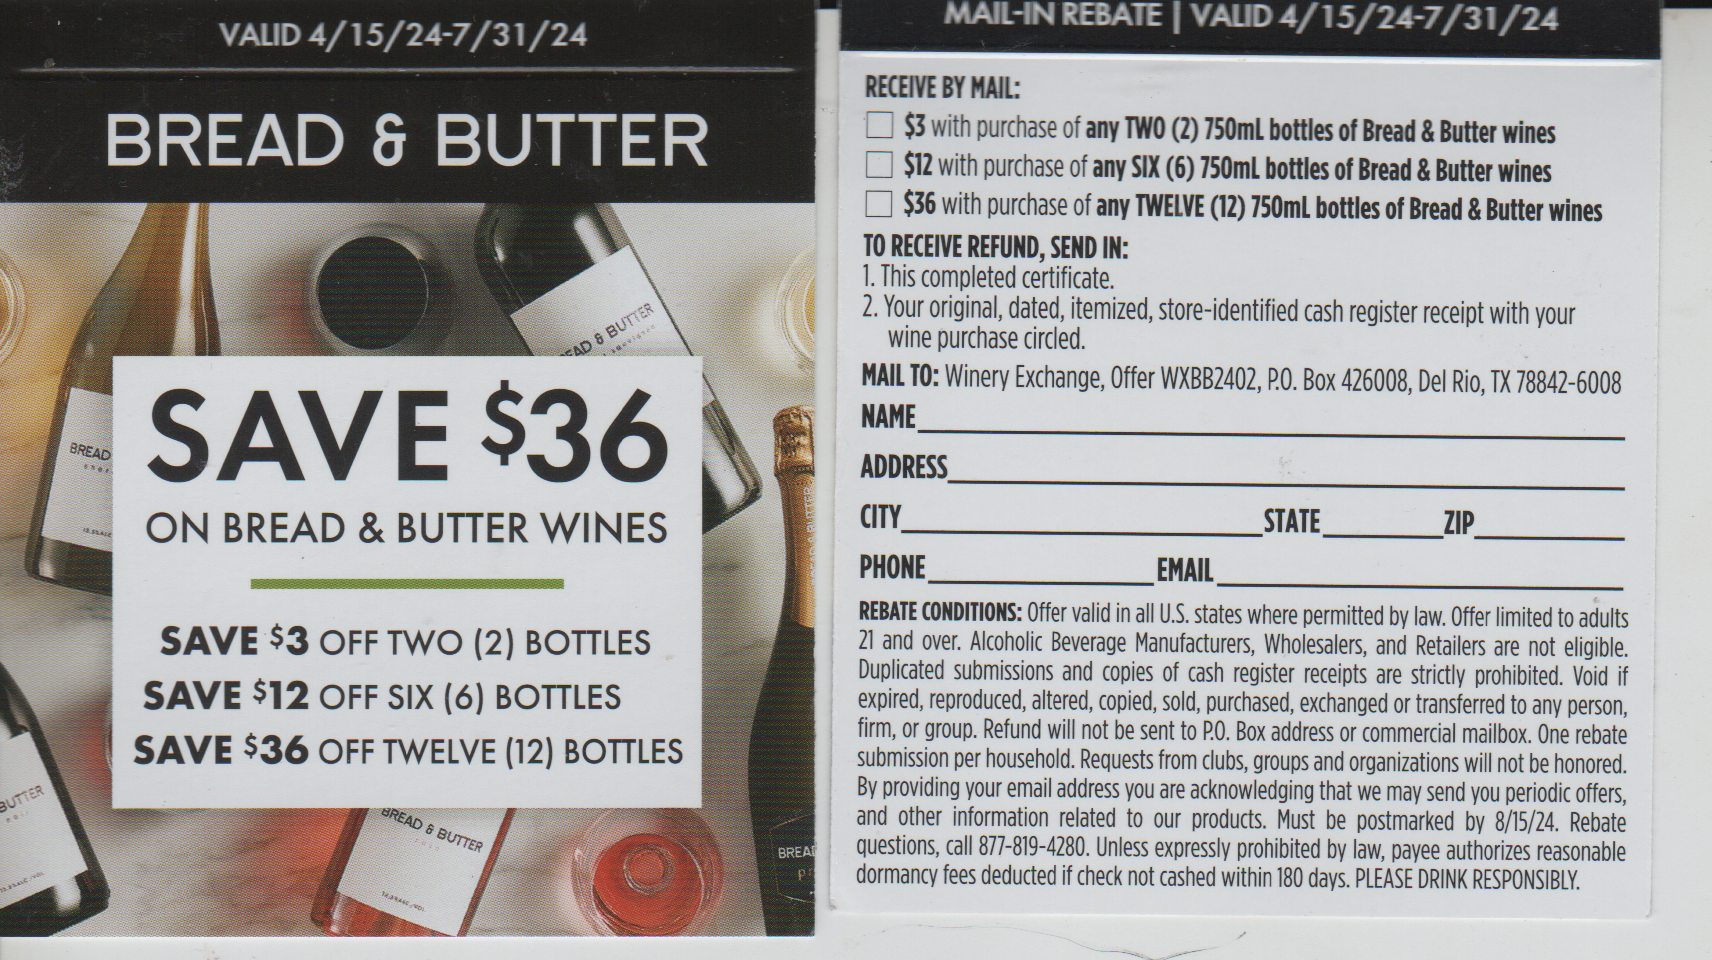 VALID 4/15/24-7/31/24
BREAD & BUTTER
BREAD & BUTTER
BREAD
SAVE $36
ON BREAD & BUTTER WINES
SAVE $3 OFF TWO (2) BOTTLES
SAVE $12 OFF SIX (6) BOTTLES
SAVE $36 OFF TWELVE (12) BOTTLES
BUTTER
BREAD & BUTTER
MAIL-IN REBATE | VALID 4/15/24-7/31/24
RECEIVE BY MAIL:
$3 with purchase of any TWO (2) 750mL bottles of Bread & Butter wines
$12 with purchase of any SIX (6) 750mL bottles of Bread & Butter wines
$36 with purchase of any TWELVE (12) 750mL bottles of Bread & Butter wines
TO RECEIVE REFUND, SEND IN:
1. This completed certificate.
2. Your original, dated, itemized, store-identified cash register receipt with your
wine purchase circled.
MAIL TO: Winery Exchange, Offer WXBB2402, P.O. Box 426008, Del Rio, TX 78842-6008
NAME
ADDRESS
CITY STATE ZIP
PHONE EMAIL
REBATE CONDITIONS: Offer valid in all U.S. states where permitted by law. Offer limited to adults
21 and over. Alcoholic Beverage Manufacturers, Wholesalers, and Retailers are not eligible.
Duplicated submissions and copies of cash register receipts are strictly prohibited. Void if
expired, reproduced, altered, copied, sold, purchased, exchanged or transferred to any person,
firm, or group. Refund will not be sent to P.O. Box address or commercial mailbox. One rebate
submission per household. Requests from clubs, groups and organizations will not be honored.
By providing your email address you are acknowledging that we may send you periodic offers,
and other information related to our products. Must be postmarked by 8/15/24. Rebate
questions, call 877-819-4280. Unless expressly prohibited by law, payee authorizes reasonable
dormancy fees deducted if check not cashed within 180 days. PLEASE DRINK RESPONSIBLY.